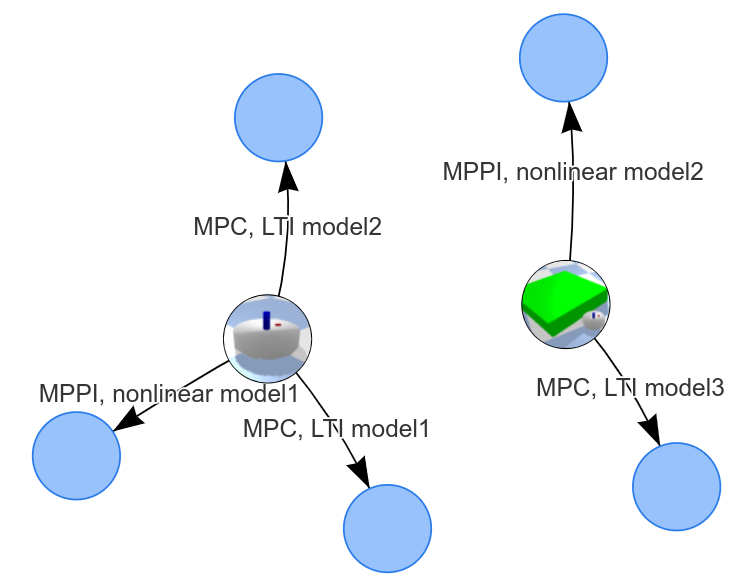 MPPI, nonlinear model2
MPC, LTI model2
MPC, LTI model3
MPPI, nonlinear model1
MPC, LTI model1